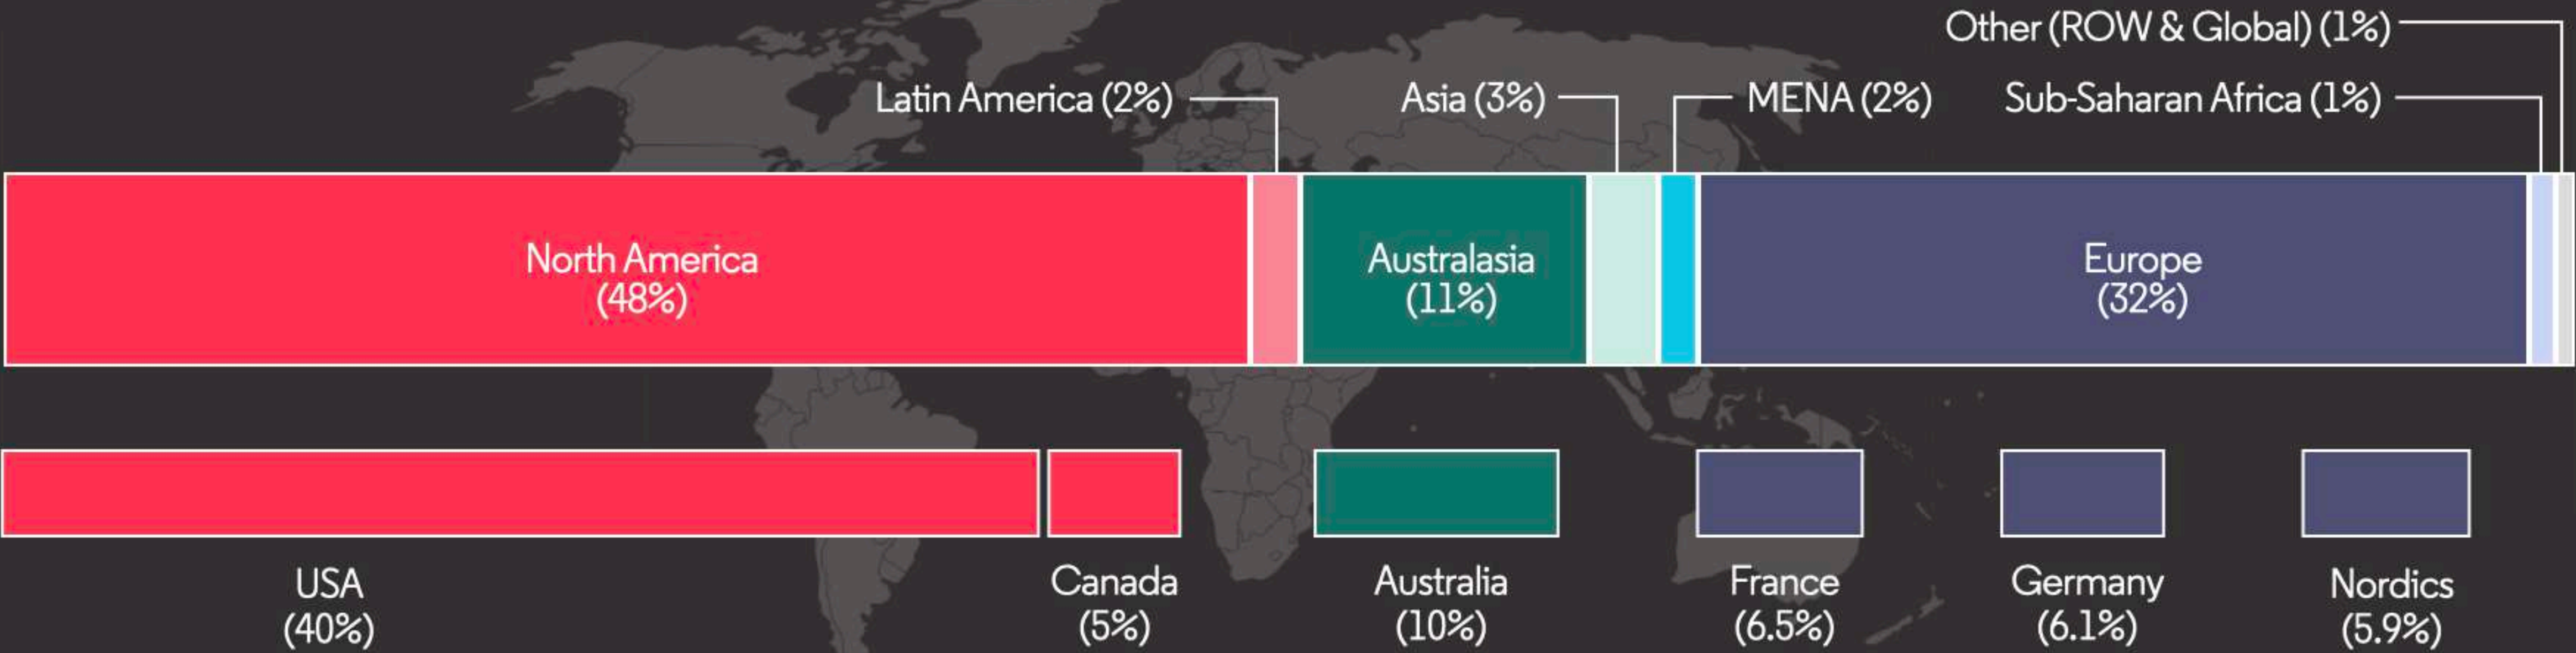 Other (ROW & Global) (1%)
Latin America (2%)
Asia (3%)
MENA (2%)
Sub-Saharan Africa (1%)
North America
(48%)
Australasia
(11%)
Europe
(32%)
USA
(40%)
Canada
(5%)
Australia
(10%)
France
(6.5%)
Germany
(6.1%)
Nordics
(5.9%)